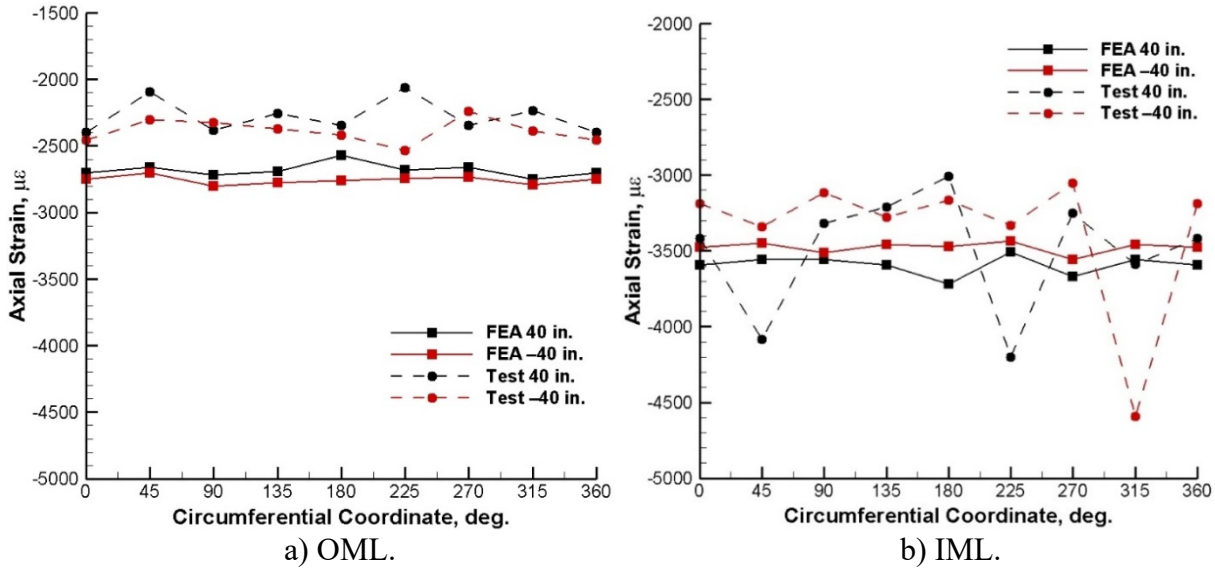 -1500
-2000
-2500
-3000
-3500
-4000
-4500
-5000
Axial Strain, με
0 45 90 135 180 225 270 315 360
Circumferential Coordinate, deg.
FEA 40 in.
FEA –40 in.
Test 40 in.
Test –40 in.
a) OML.
-2000
-2500
-3000
-3500
-4000
-4500
-5000
Axial Strain, με
0 45 90 135 180 225 270 315 360
Circumferential Coordinate, deg.
FEA 40 in.
FEA –40 in.
Test 40 in.
Test –40 in.
b) IML.